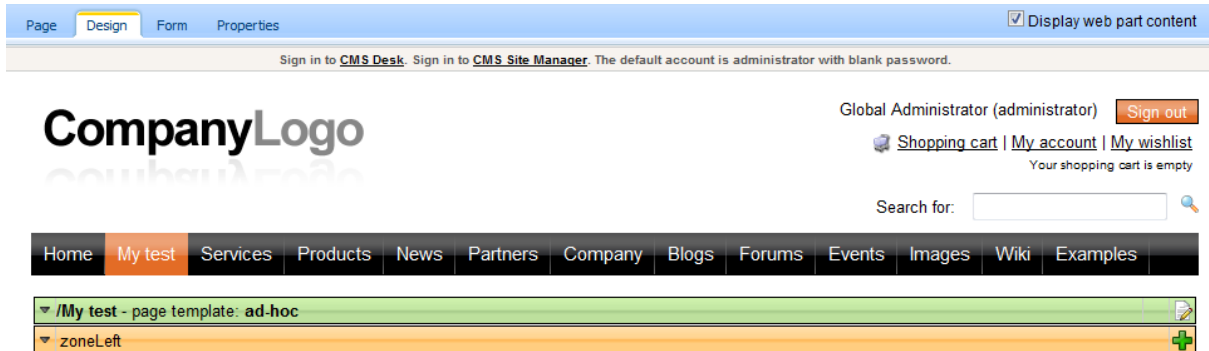 Page Design Form Properties Display web part content
Sign in to CMS Desk. Sign in to CMS Site Manager. The default account is administrator with blank password.
Global Administrator (administrator) Sign out
CompanyLogo
Shopping cart | My account | My wishlist
Your shopping cart is empty
Search for:
Home My test Services Products News Partners Company Blogs Forums Events Images Wiki Examples
/My test - page template: ad-hoc
zoneLeft